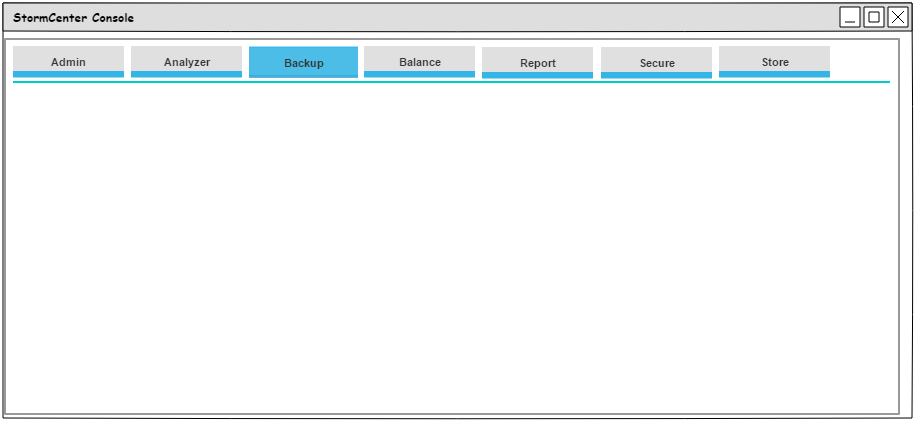 StormCenter Console
Admin Analyzer Backup Balance Report Secure Store